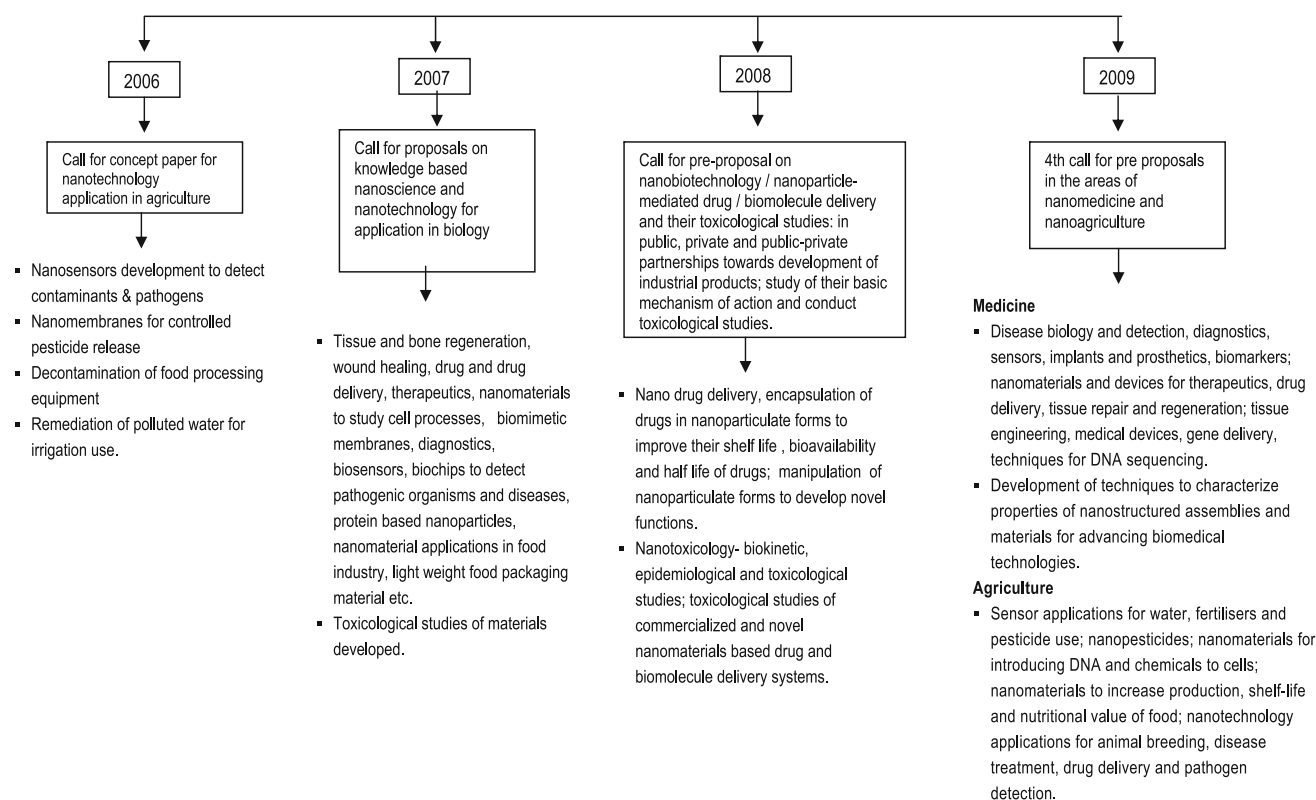 2006
Call for concept paper for
nanotechnology
application in agriculture
▪ Nanosensors development to detect
contaminants & pathogens
▪ Nanomembranes for controlled
pesticide release
▪ Decontamination of food processing
equipment
▪ Remediation of polluted water for
irrigation use.
2007
Call for proposals on
knowledge based
nanoscience and
nanotechnology for
application in biology
▪ Tissue and bone regeneration,
wound healing, drug and drug
delivery, therapeutics, nanomaterials
to study cell processes, biomimetic
membranes, diagnostics,
biosensors, biochips to detect
pathogenic organisms and diseases,
protein based nanoparticles,
nanomaterial applications in food
industry, light weight food packaging
material etc.
▪ Toxicological studies of materials
developed.
2008
Call for pre-proposal on
nanobiotechnology / nanoparticle-
mediated drug / biomolecule delivery
and their toxicological studies: in
public, private and public-private
partnerships towards development of
industrial products; study of their basic
mechanism of action and conduct
toxicological studies.
▪ Nano drug delivery, encapsulation of
drugs in nanoparticulate forms to
improve their shelf life , bioavailability
and half life of drugs; manipulation of
nanoparticulate forms to develop novel
functions.
▪ Nanotoxicology- biokinetic,
epidemiological and toxicological
studies; toxicological studies of
commercialized and novel
nanomaterials based drug and
biomolecule delivery systems.
2009
4th call for pre proposals
in the areas of
nanomedicine and
nanoagriculture
Medicine
▪ Disease biology and detection, diagnostics,
sensors, implants and prosthetics, biomarkers;
nanomaterials and devices for therapeutics, drug
delivery, tissue repair and regeneration; tissue
engineering, medical devices, gene delivery,
techniques for DNA sequencing.
▪ Development of techniques to characterize
properties of nanostructured assemblies and
materials for advancing biomedical
technologies.
Agriculture
▪ Sensor applications for water, fertilisers and
pesticide use; nanopesticides; nanomaterials for
introducing DNA and chemicals to cells;
nanomaterials to increase production, shelf-life
and nutritional value of food; nanotechnology
applications for animal breeding, disease
treatment, drug delivery and pathogen
detection.